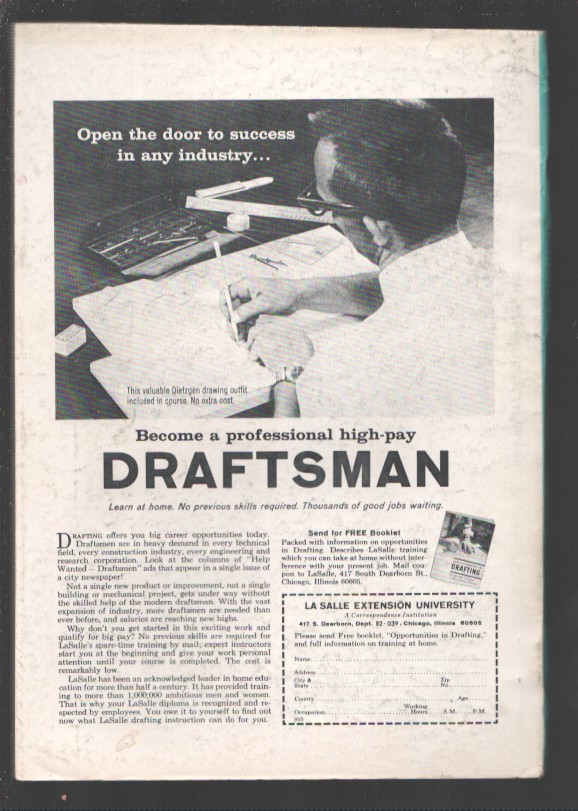 Open the door to success
in any industry...
This valuable Dietzgen drawing outfit
included in course. No extra cost.
Become a professional high-pay
DRAFTSMAN
Learn at home. No previous skills required. Thousands of good jobs waiting.
DRAFTING offers you big career opportunities today.
Draftsmen are in heavy demand in every technical
field, every construction industry, every engineering and
research corporation. Look at the columns of "Help
Wanted – Draftsmen" ads that appear in a single issue of
a city newspaper!
Not a single new product or improvement, not a single
building or mechanical project, gets under way without
the skilled help of the modern draftsman. With the vast
expansion of industry, more draftsmen are needed than
ever before, and salaries are reaching new highs.
Why don't you get started in this exciting work and
qualify for big pay? No previous skills are required for
LaSalle's spare-time training by mail; expert instructors
start you at the beginning and give your work personal
attention until your course is completed. The cost is
remarkably low.
LaSalle has been an acknowledged leader in home edu-
cation for more than half a century. It has provided train-
ing to more than 1,000,000 ambitious men and women.
That is why your LaSalle diploma is recognized and re-
spected by employers. You owe it to yourself to find out
now what LaSalle drafting instruction can do for you.
Send for FREE Booklet
Packed with information on opportunities
in Drafting. Describes LaSalle training
which you can take at home without inter-
ference with your present job. Mail cou-
pon to LaSalle, 417 South Dearborn St.,
Chicago, Illinois 60605.
DRAFTING
LA SALLE EXTENSION UNIVERSITY
A Correspondence Institution
417 S. Dearborn, Dept. 82-039, Chicago, Illinois 60605
Please send Free booklet, "Opportunities in Drafting,"
and full information on training at home.
Name
Address
City & Zip
State No.
County Age
Working
Occupation Hours A.M. P.M.